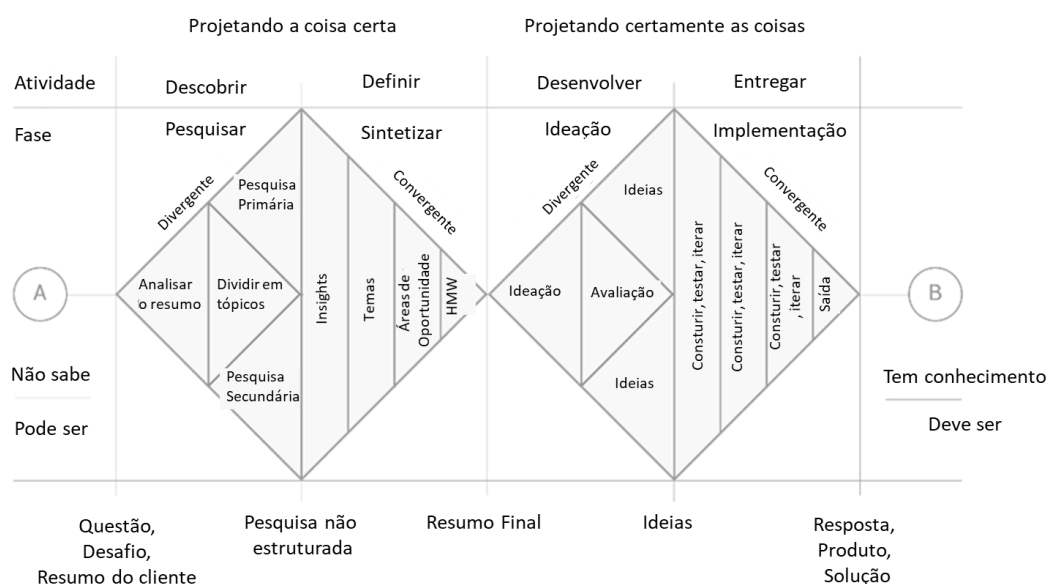 Projetando a coisa certa
Projetando certamente as coisas
Atividade
Descobrir
Definir
Desenvolver
Entregar
Fase
Pesquisar
Sintetizar
Ideação
Implementação
Divergente
Pesquisa
Primária
Convergente
Divergente
Ideias
Convergente
A
Analisar
o resumo
Dividir em
tópicos
Insights
Temas
Áreas de
Oportunidade
HMW
Ideação
Avaliação
Consturir, testar, iterar
Consturir, testar, iterar
Consturir, testar
, iterar
Saída
B
Não sabe
Pode ser
Pesquisa
Secundária
Ideias
Tem conhecimento
Deve ser
Questão,
Desafio,
Resumo do cliente
Pesquisa não
estruturada
Resumo Final
Ideias
Resposta,
Produto,
Solução